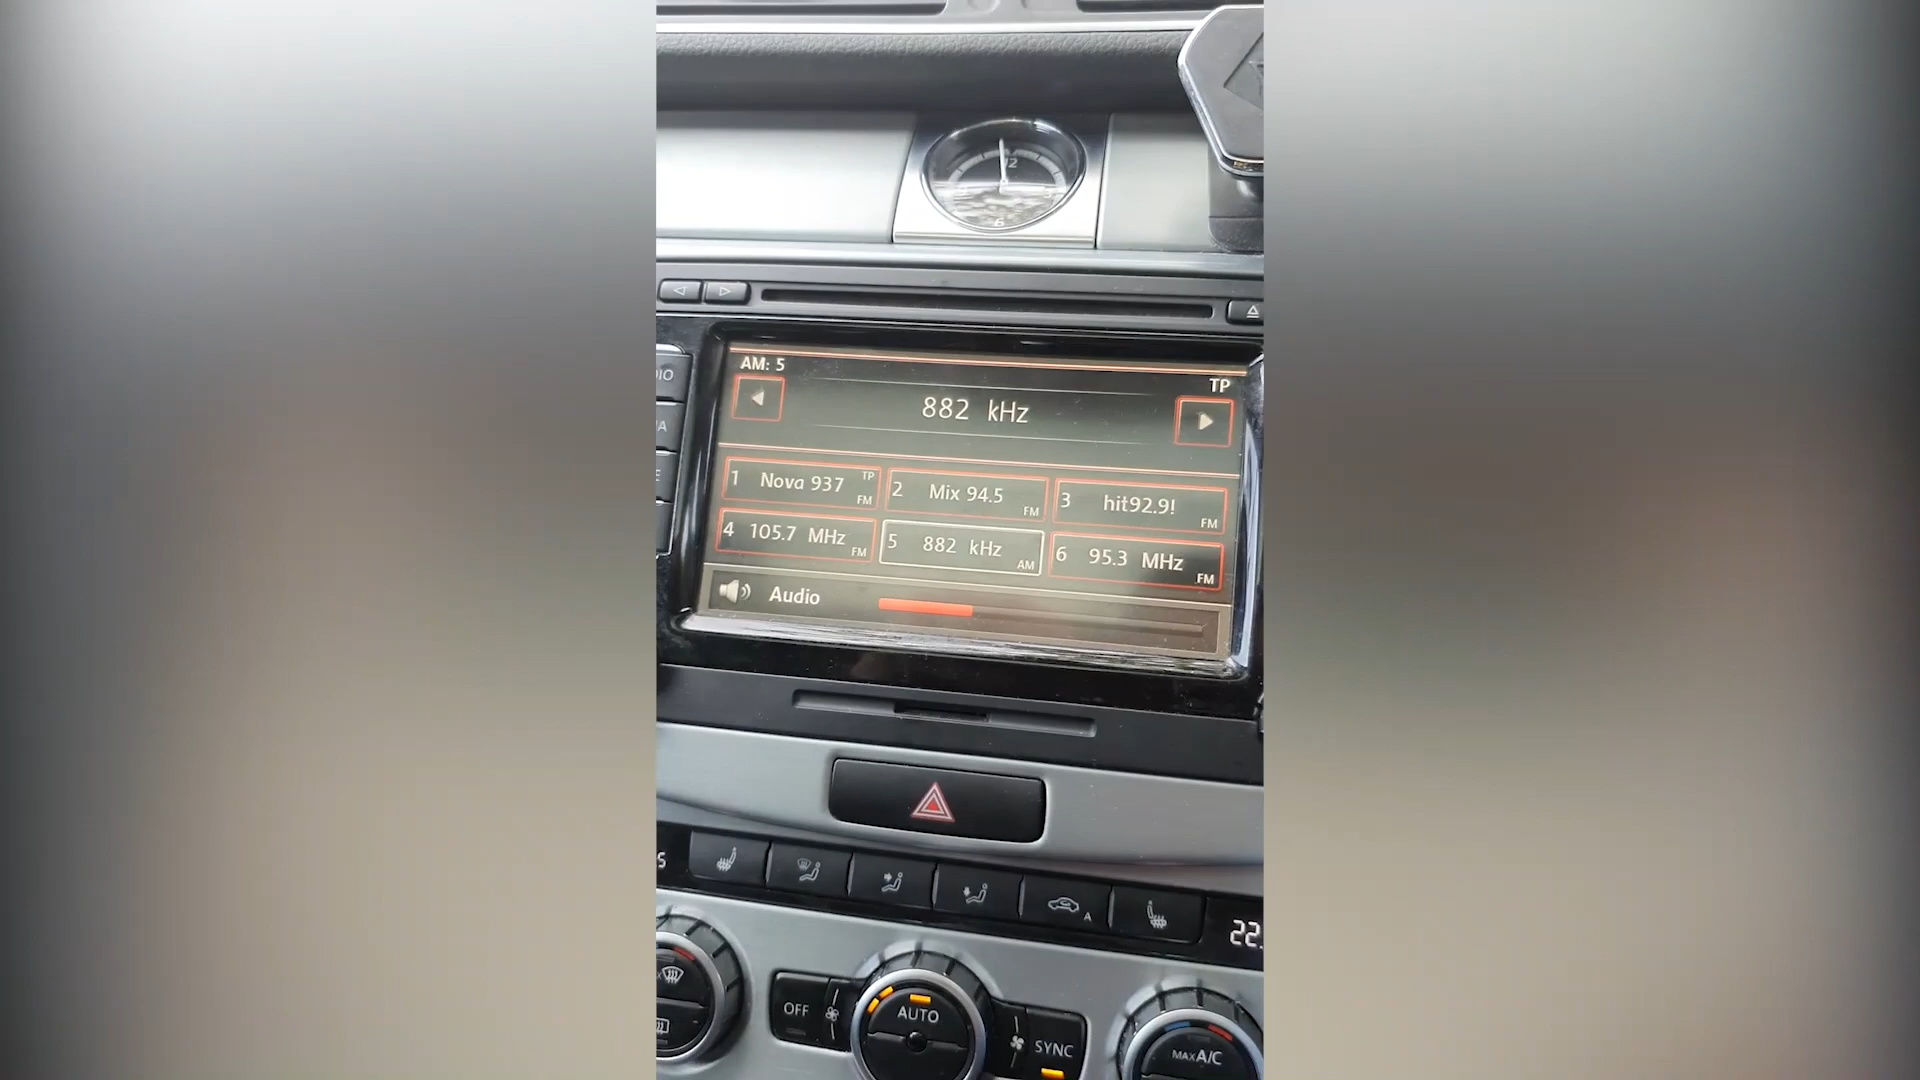 12
6
AM: 5
TP
882 kHz
1 Nova 937 TP FM
2 Mix 94.5 FM
3 hit92.9! FM
4 105.7 MHz FM
5 882 kHz AM
6 95.3 MHz FM
Audio
A
22.
OFF
AUTO
SYNC
MAX A/C